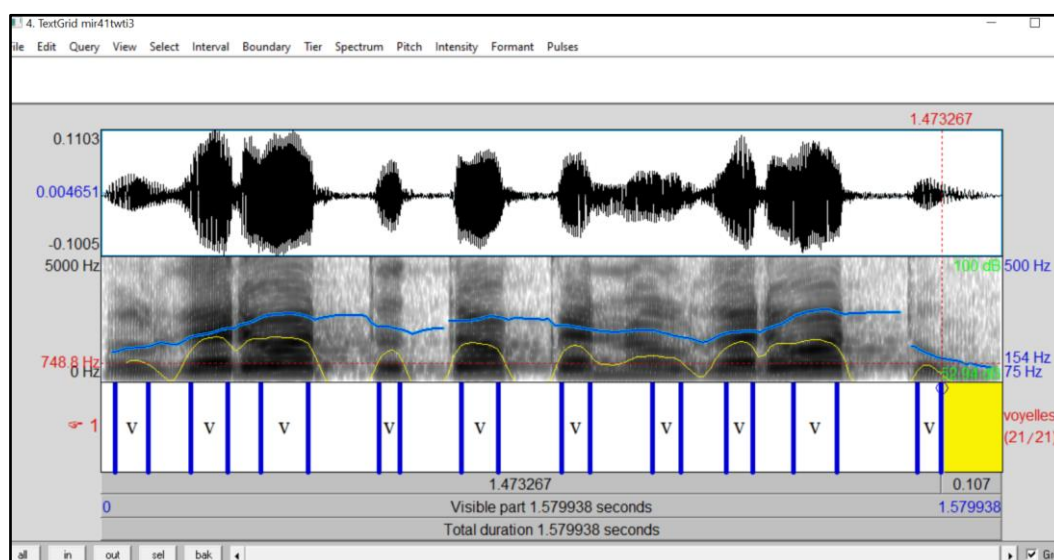 4. TextGrid mir41twti3
ile Edit Query View Select Interval Boundary Tier Spectrum Pitch Intensity Formant Pulses
1.473267
0.1103
0.004651
-0.1005
5000 Hz 100 dB 500 Hz
748.8 Hz 154 Hz
0 Hz 75 Hz
1 v v v v v v v v v v voyelles
(21/21)
1.473267 0.107
0 Visible part 1.579938 seconds 1.579938
Total duration 1.579938 seconds
all in out sel bak